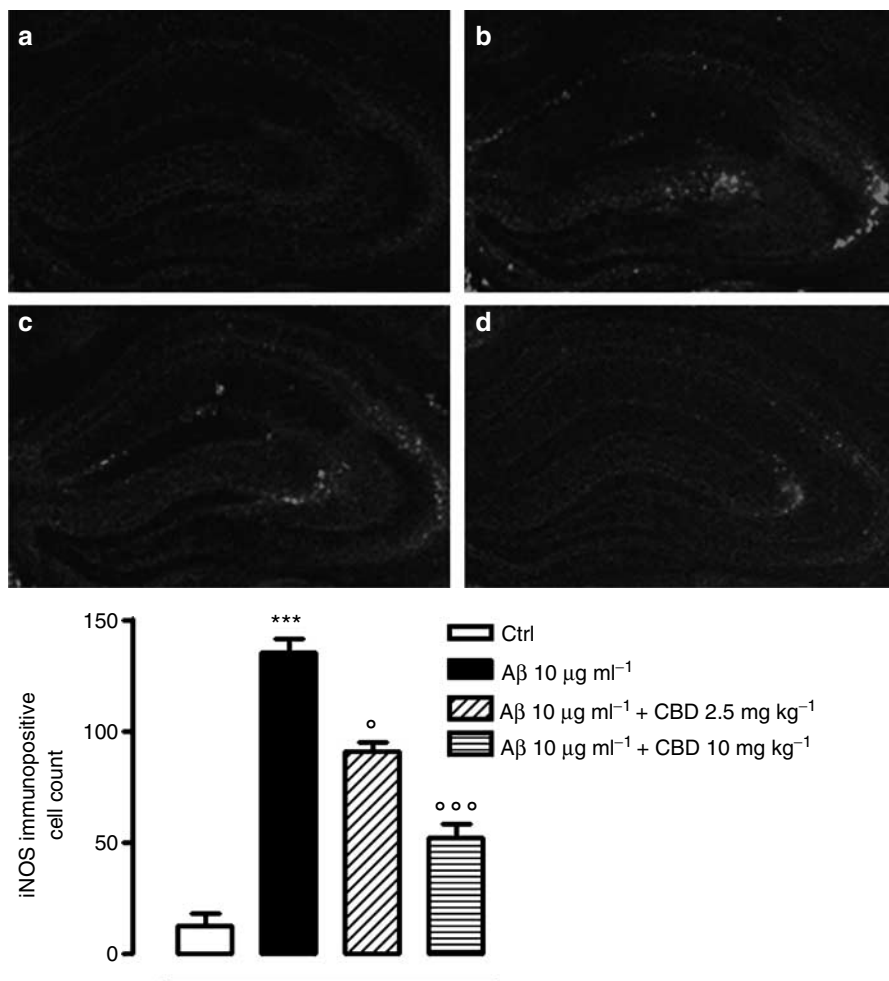 a
b
c
d
150
100
50
0
iNOS immunopositive
cell count
***
°
° ° °
Ctrl
Aβ 10 µg ml⁻¹
Aβ 10 µg ml⁻¹ + CBD 2.5 mg kg⁻¹
Aβ 10 µg ml⁻¹ + CBD 10 mg kg⁻¹